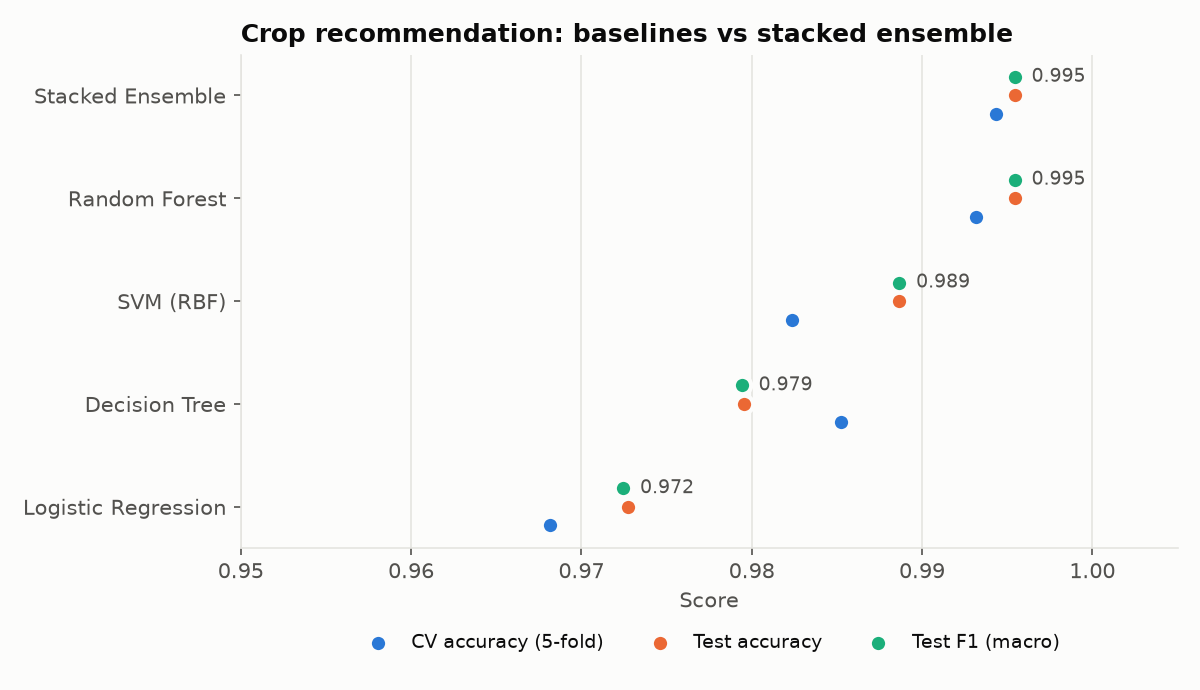 Crop recommendation: baselines vs stacked ensemble
Stacked Ensemble
0.995
Random Forest
0.995
SVM (RBF)
0.989
Decision Tree
0.979
Logistic Regression
0.972
0.95 0.96 0.97 0.98 0.99 1.00
Score
CV accuracy (5-fold) Test accuracy Test F1 (macro)